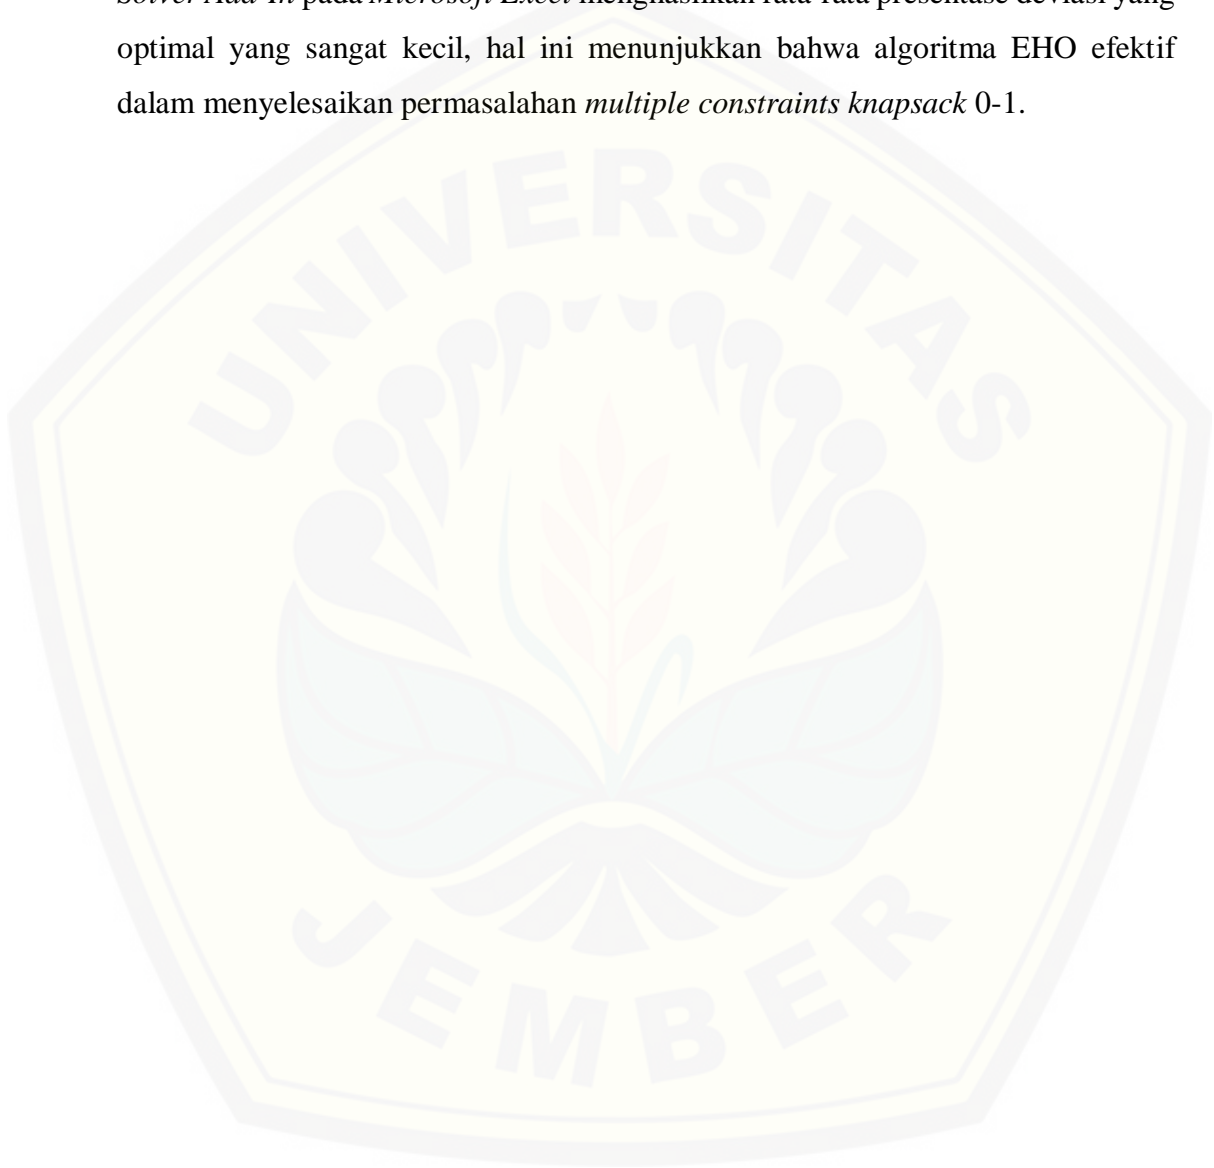 Solver Add-In pada Microsoft Excel menghasilkan rata-rata presentase deviasi yang
optimal yang sangat kecil, hal ini menunjukkan bahwa algoritma EHO efektif
dalam menyelesaikan permasalahan multiple constraints knapsack 0-1.
UNIVERSITAS
JEMBER